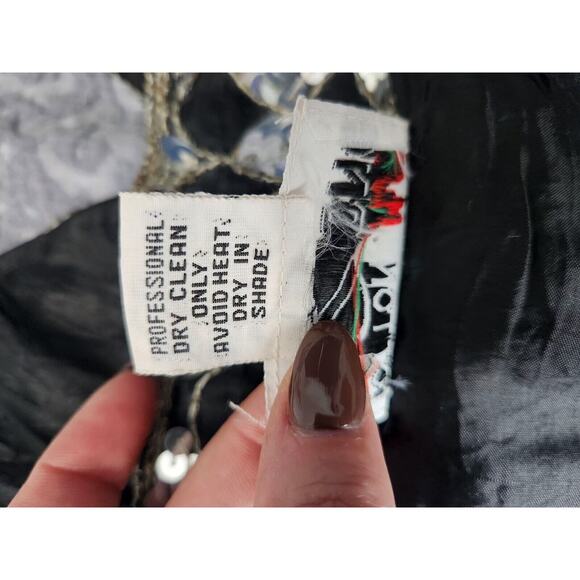 PROFESSIONAL
DRY CLEAN
ONLY
AVOID HEAT
DRY IN
SHADE